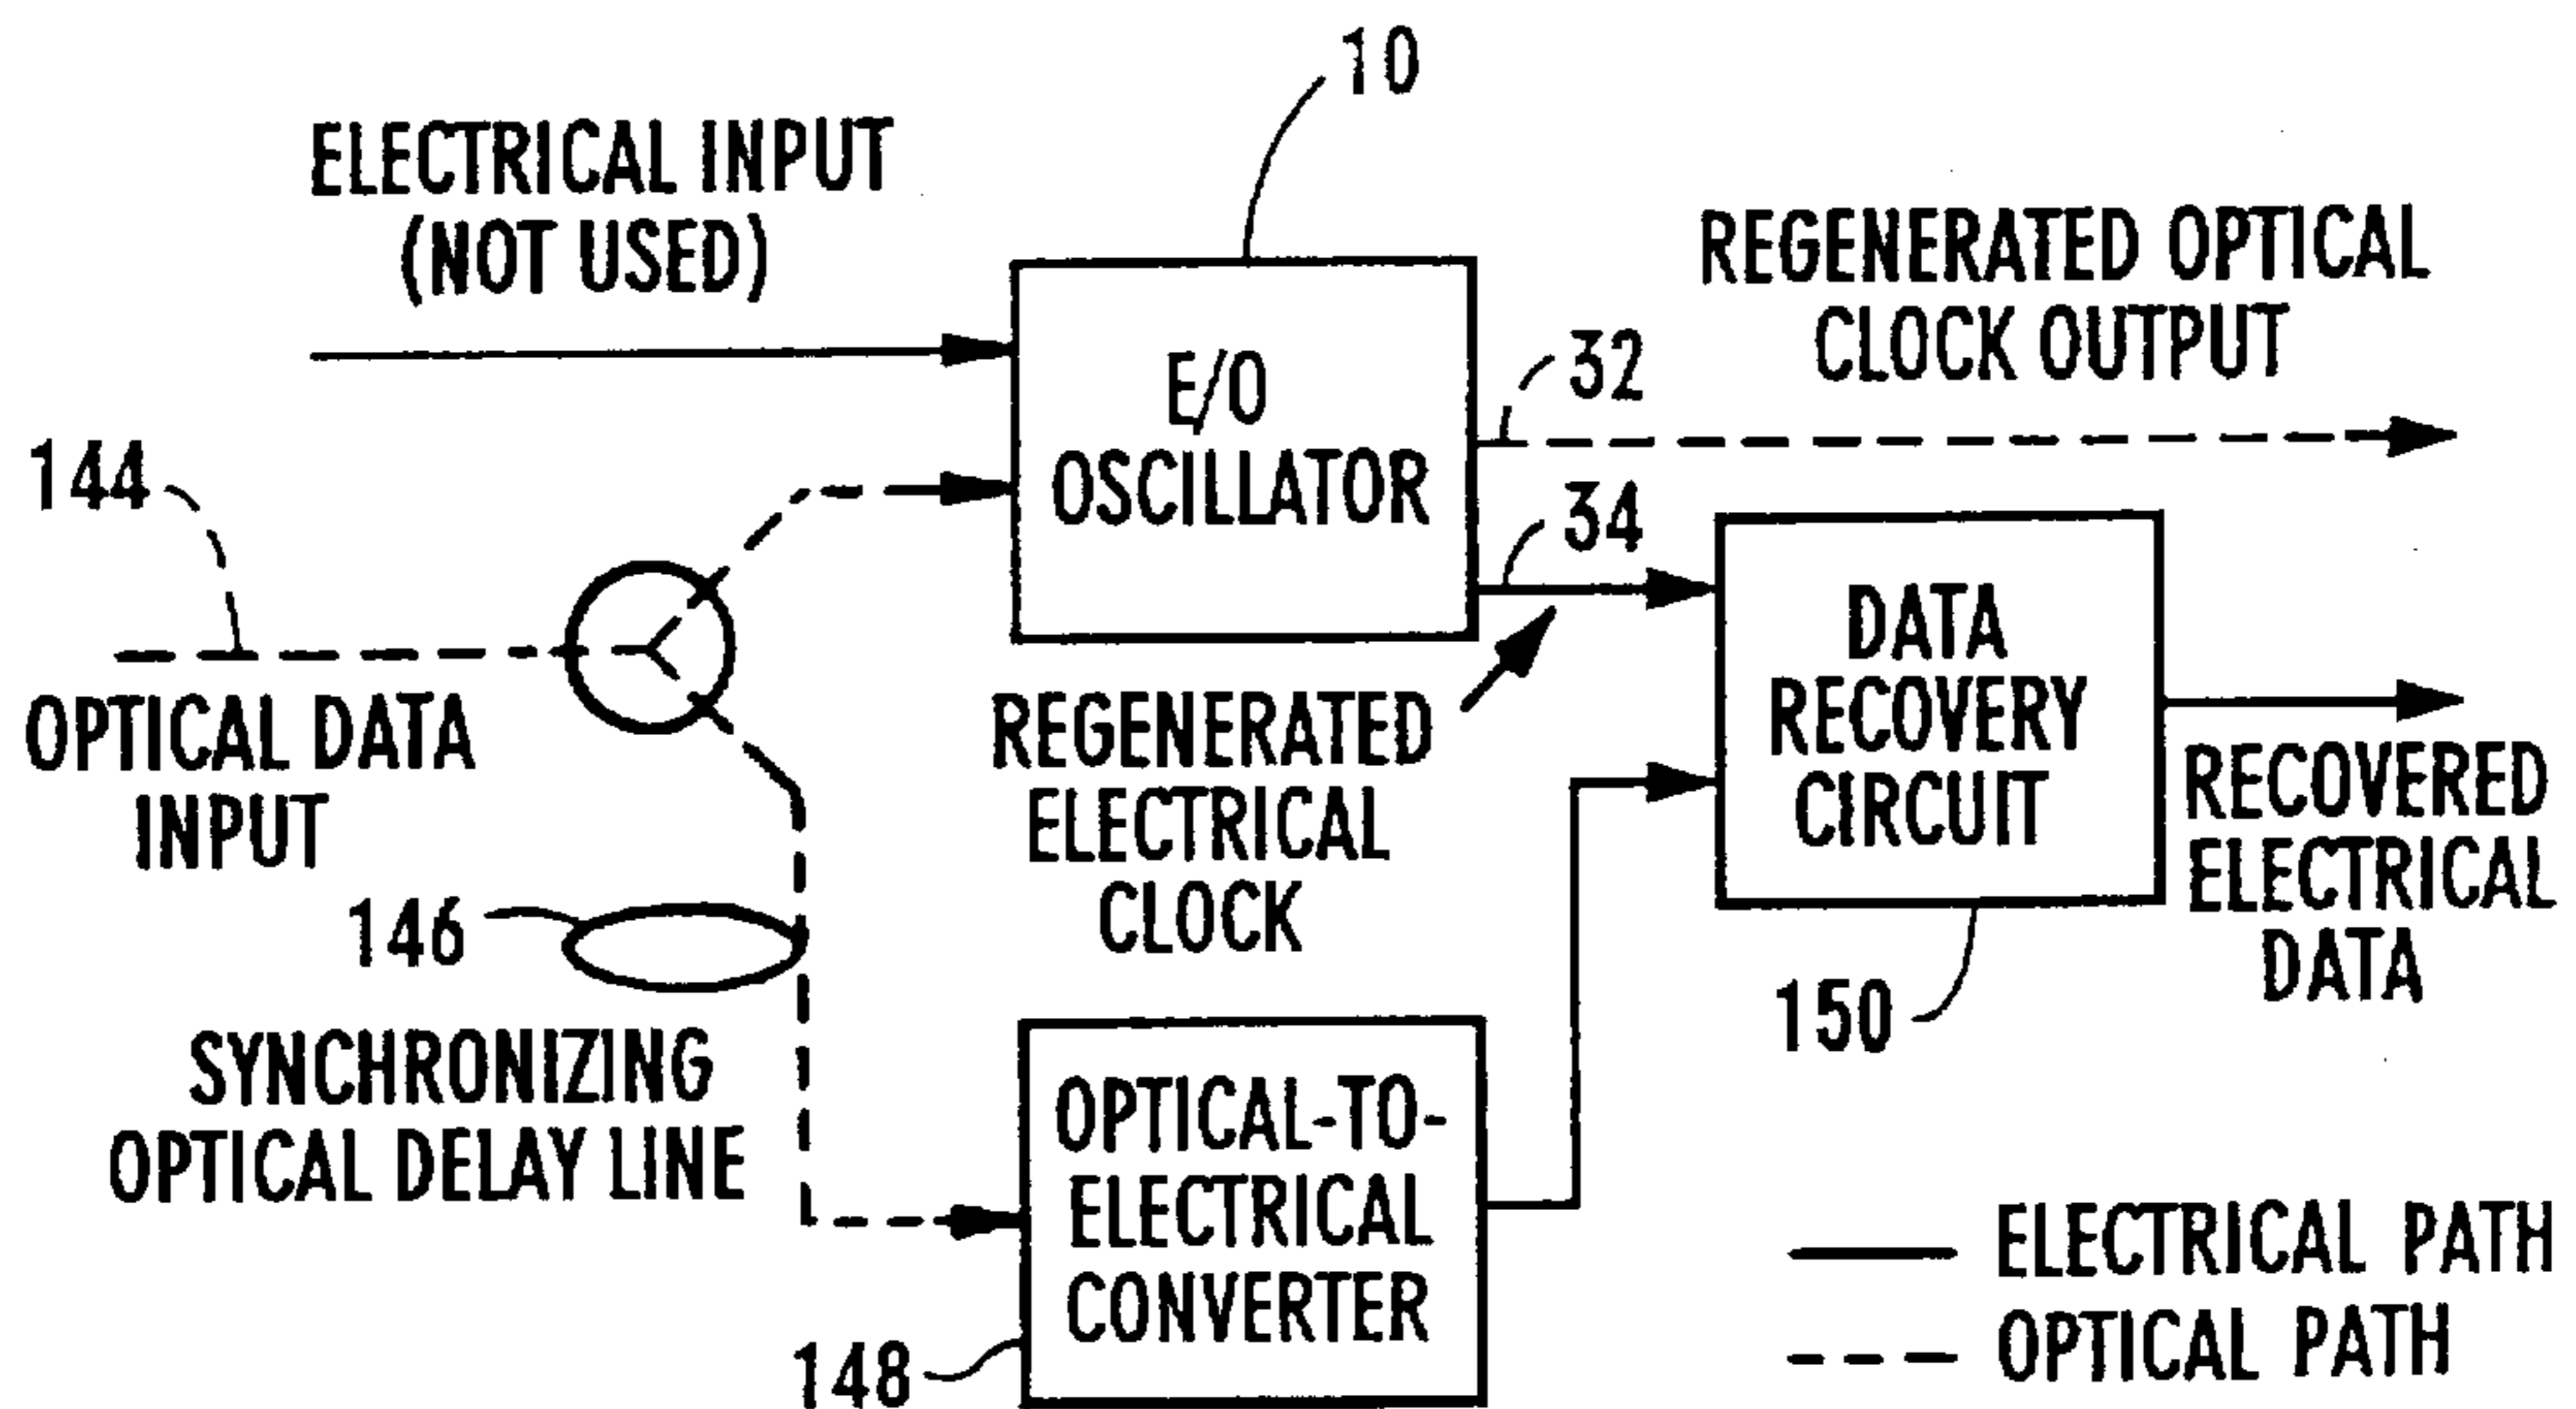 10
ELECTRICAL INPUT
(NOT USED)
E/O
OSCILLATOR
REGENERATED OPTICAL
CLOCK OUTPUT
32
34
144
OPTICAL DATA
INPUT
REGENERATED
ELECTRICAL
CLOCK
DATA
RECOVERY
CIRCUIT
RECOVERED
ELECTRICAL
DATA
150
146
SYNCHRONIZING
OPTICAL DELAY LINE
OPTICAL-TO-
ELECTRICAL
CONVERTER
148
ELECTRICAL PATH
OPTICAL PATH